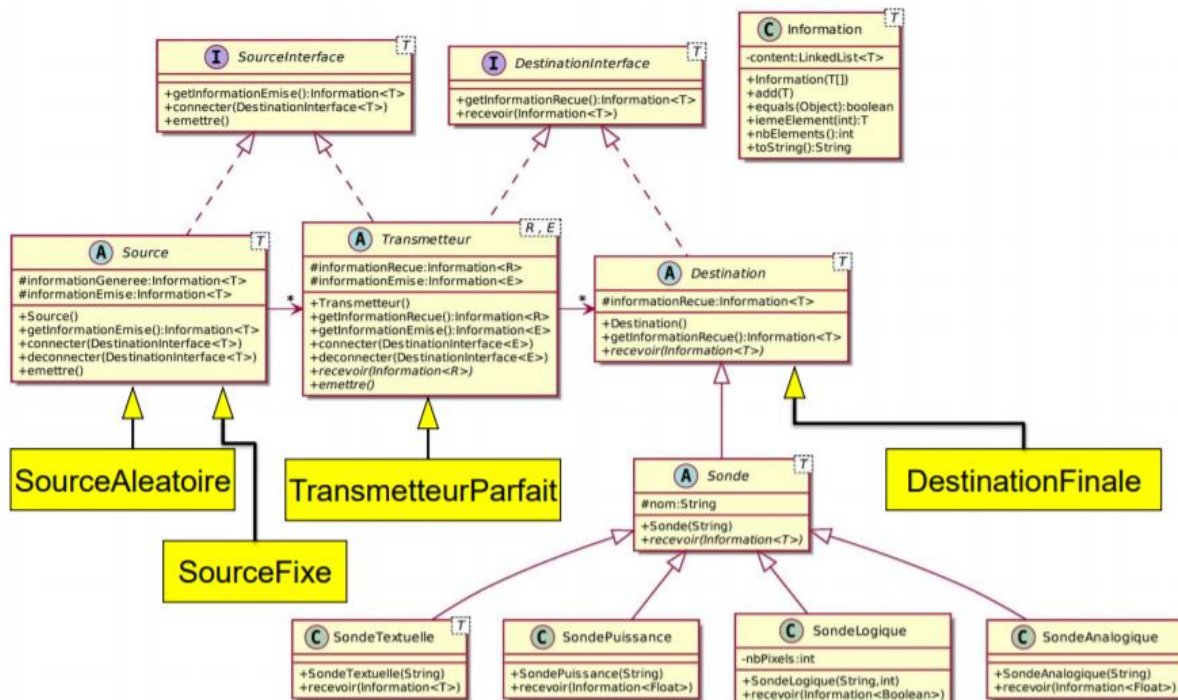 I SourceInterface T
+getInformationEmise():Information<T>
+connecter(DestinationInterface<T>)
+emettre()
I DestinationInterface T
+getInformationRecue():Information<T>
+recevoir(Information<T>)
C Information T
-content:LinkedList<T>
+Information(T[])
+add(T)
+equals(Object):boolean
+iemeElement(int):T
+nbElements():int
+toString():String
A Source T
#informationGeneree:Information<T>
#informationEmise:Information<T>
+Source()
+getInformationEmise():Information<T>
+connecter(DestinationInterface<T>)
+deconnecter(DestinationInterface<T>)
+emettre()
*
A Transmetteur R, E
#informationRecue:Information<R>
#informationEmise:Information<E>
+Transmetteur()
+getInformationRecue():Information<R>
+getInformationEmise():Information<E>
+connecter(DestinationInterface<E>)
+deconnecter(DestinationInterface<E>)
+recevoir(Information<R>)
+emettre()
*
A Destination T
#informationRecue:Information<T>
+Destination()
+getInformationRecue():Information<T>
+recevoir(Information<T>)
SourceAleatoire
SourceFixe
TransmetteurParfait
DestinationFinale
A Sonde T
#nom:String
+Sonde(String)
+recevoir(Information<T>)
C SondeTextuelle T
+SondeTextuelle(String)
+recevoir(Information<T>)
C SondePuissance
+SondePuissance(String)
+recevoir(Information<Float>)
C SondeLogique
-nbPixels:int
+SondeLogique(String,int)
+recevoir(Information<Boolean>)
C SondeAnalogique
+SondeAnalogique(String)
+recevoir(Information<Float>)